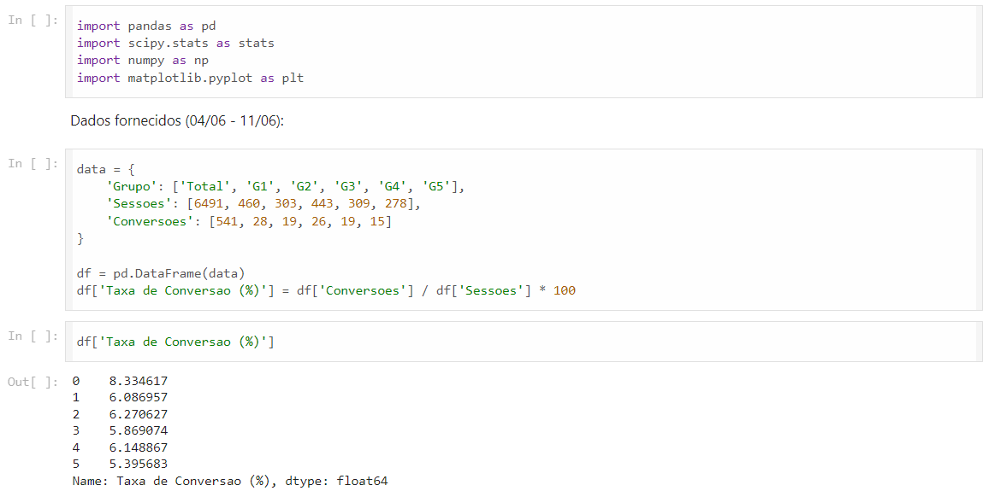 In [ ]:
import pandas as pd
import scipy.stats as stats
import numpy as np
import matplotlib.pyplot as plt
Dados fornecidos (04/06 - 11/06):
In [ ]:
data = {
    'Grupo': ['Total', 'G1', 'G2', 'G3', 'G4', 'G5'],
    'Sessoes': [6491, 460, 303, 443, 309, 278],
    'Conversoes': [541, 28, 19, 26, 19, 15]
}
df = pd.DataFrame(data)
df['Taxa de Conversao (%)'] = df['Conversoes'] / df['Sessoes'] * 100
In [ ]:
df['Taxa de Conversao (%)']
Out[ ]:
0    8.334617
1    6.086957
2    6.270627
3    5.869074
4    6.148867
5    5.395683
Name: Taxa de Conversao (%), dtype: float64